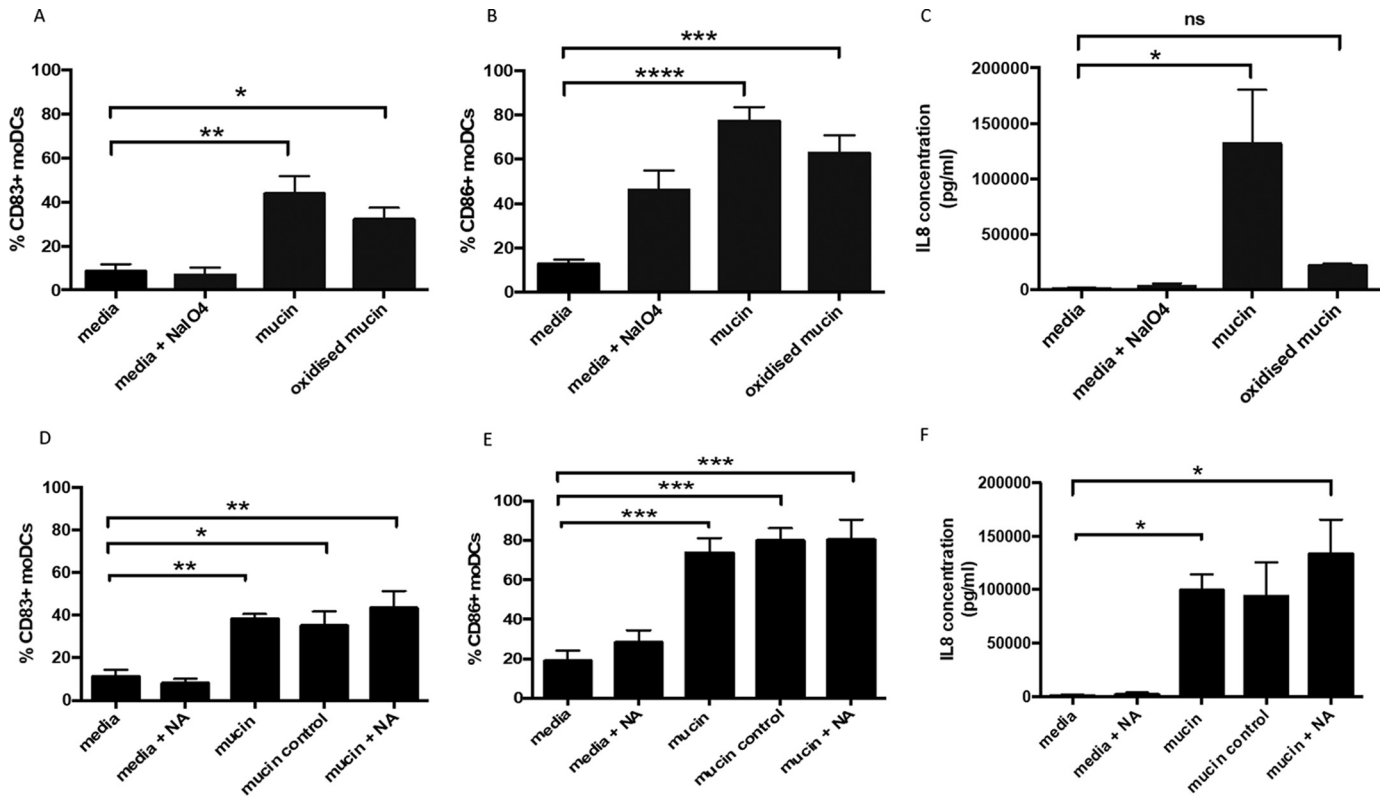 A
B
C
% CD83+ moDCs
100
80
60
40
20
0
*
**
media
media + NaIO4
mucin
oxidised mucin
% CD86+ moDCs
100
80
60
40
20
0
***
****
media
media + NaIO4
mucin
oxidised mucin
IL8 concentration
(pg/ml)
200000
150000
100000
50000
0
ns
*
media
media + NaIO4
mucin
oxidised mucin
D
E
F
% CD83+ moDCs
100
80
60
40
20
0
**
*
**
media
media + NA
mucin
mucin control
mucin + NA
% CD86+ moDCs
100
80
60
40
20
0
***
***
***
media
media + NA
mucin
mucin control
mucin + NA
IL8 concentration
(pg/ml)
200000
150000
100000
50000
0
*
*
media
media + NA
mucin
mucin control
mucin + NA